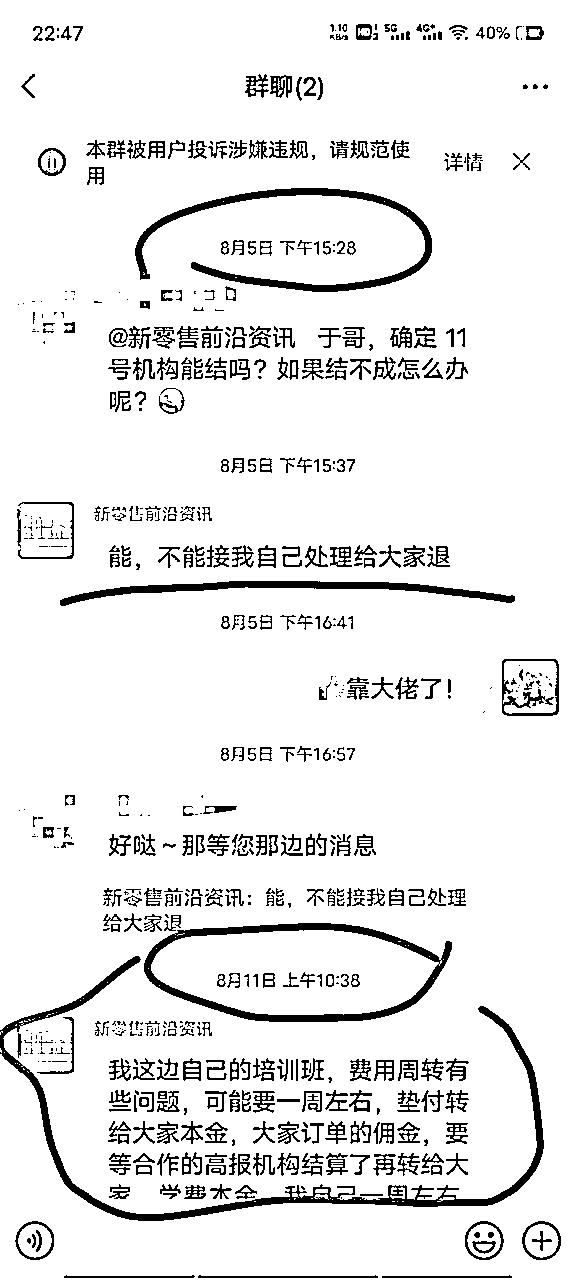 22:47
1.10 KB/s HD 5G 4G+ 40%
群聊(2)
本群被用户投诉涉嫌违规，请规范使
用
详情
8月5日 下午15:28
@新零售前沿资讯 于哥，确定 11
号机构能结吗？如果结不成怎么办
呢？
8月5日 下午15:37
新零售前沿资讯
能，不能接我自己处理给大家退
8月5日 下午16:41
靠大佬了！
8月5日 下午16:57
好哒～那等您那边的消息
新零售前沿资讯：能，不能接我自己处理
给大家退
8月11日 上午10:38
新零售前沿资讯
我这边自己的培训班，费用周转有
些问题，可能要一周左右，垫付转
给大家本金，大家订单的佣金，要
等合作的高报机构结算了再转给大
家，学费本金，我自己一周左右